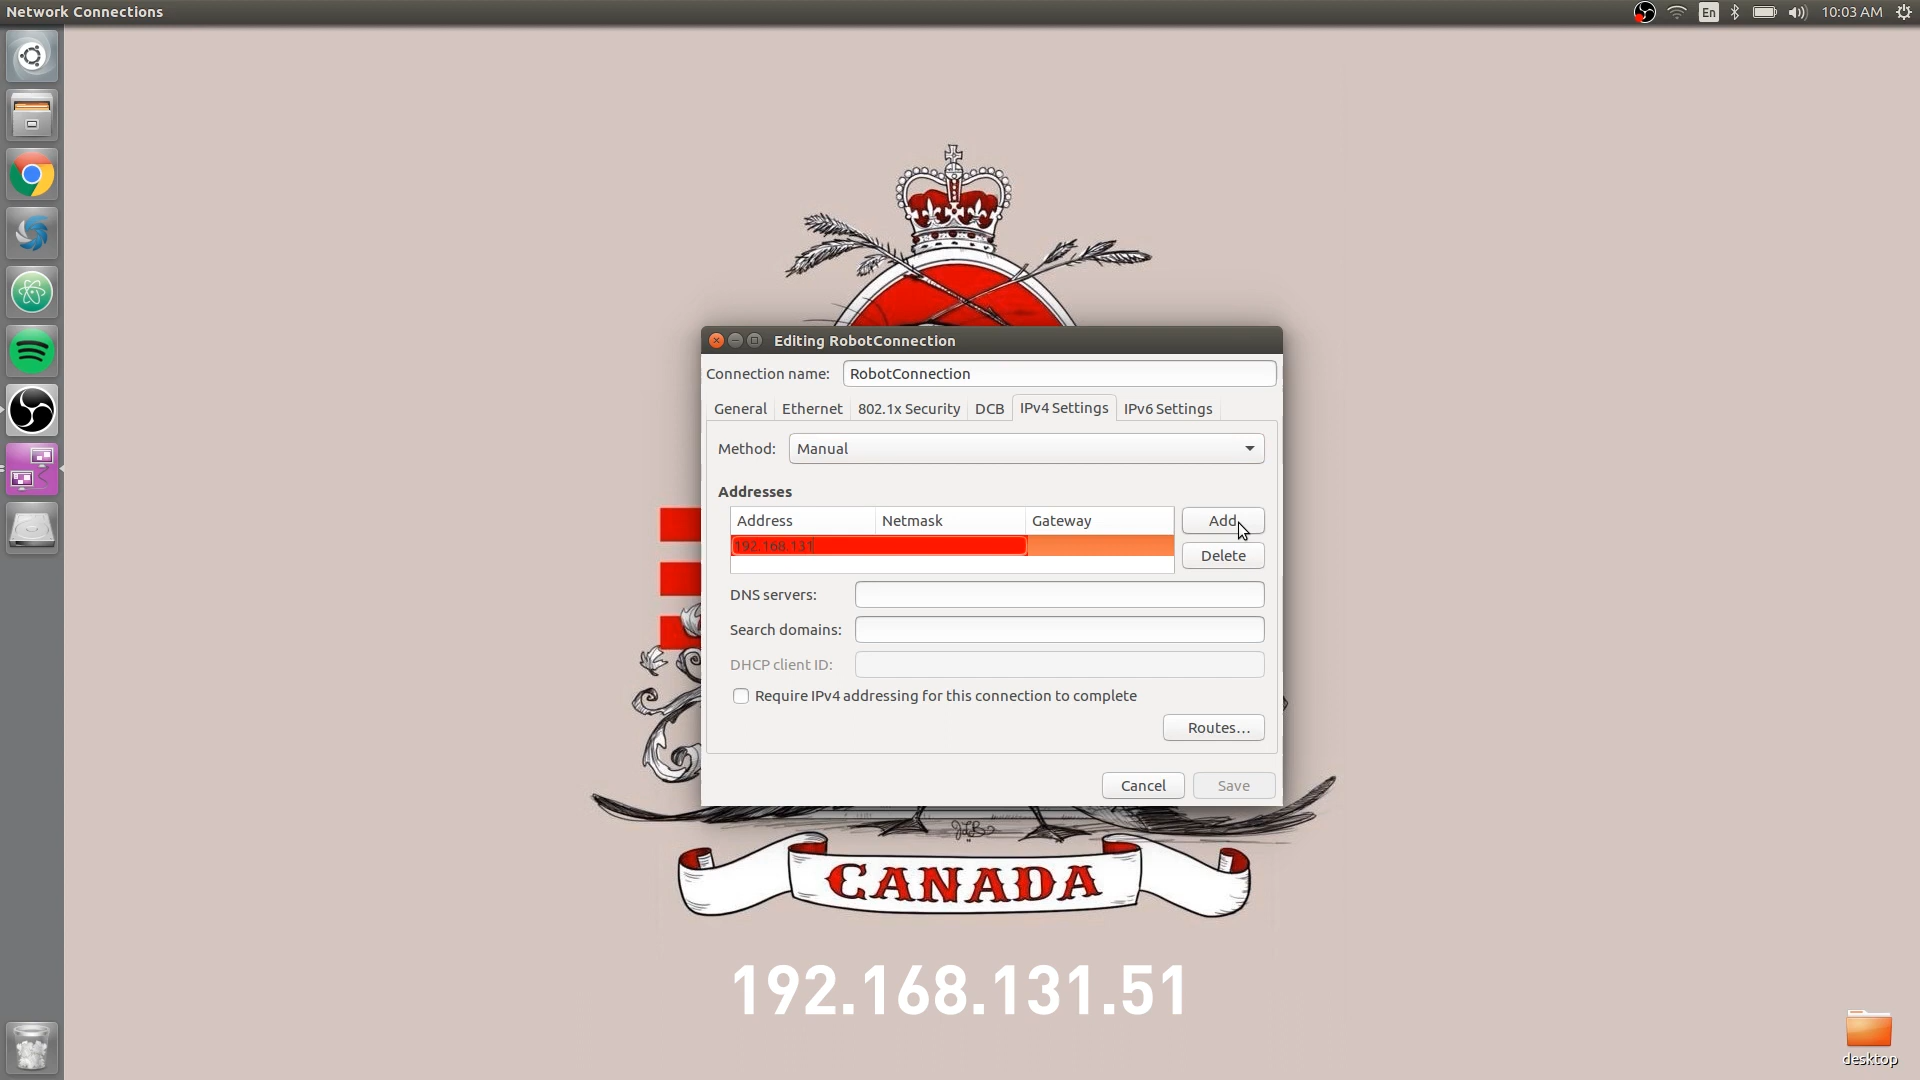 Network Connections
En
10:03 AM
Editing RobotConnection
Connection name: RobotConnection
General Ethernet 802.1x Security DCB IPv4 Settings IPv6 Settings
Method: Manual
Addresses
Address Netmask Gateway Add
192.168.131
Delete
DNS servers:
Search domains:
DHCP client ID:
Require IPv4 addressing for this connection to complete
Routes…
Cancel Save
JLB
CANADA
192.168.131.51
desktop